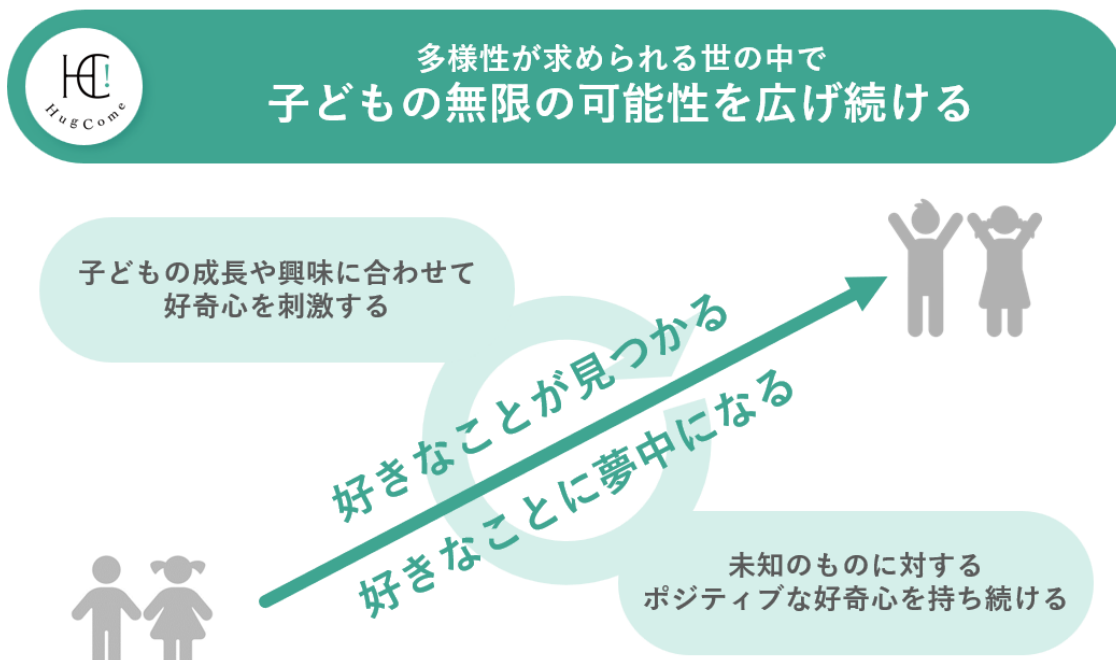 HC!
HugCome
多様性が求められる世の中で
子どもの無限の可能性を広げ続ける
子どもの成長や興味に合わせて
好奇心を刺激する
好きなことが見つかる
好きなことに夢中になる
未知のものに対する
ポジティブな好奇心を持ち続ける